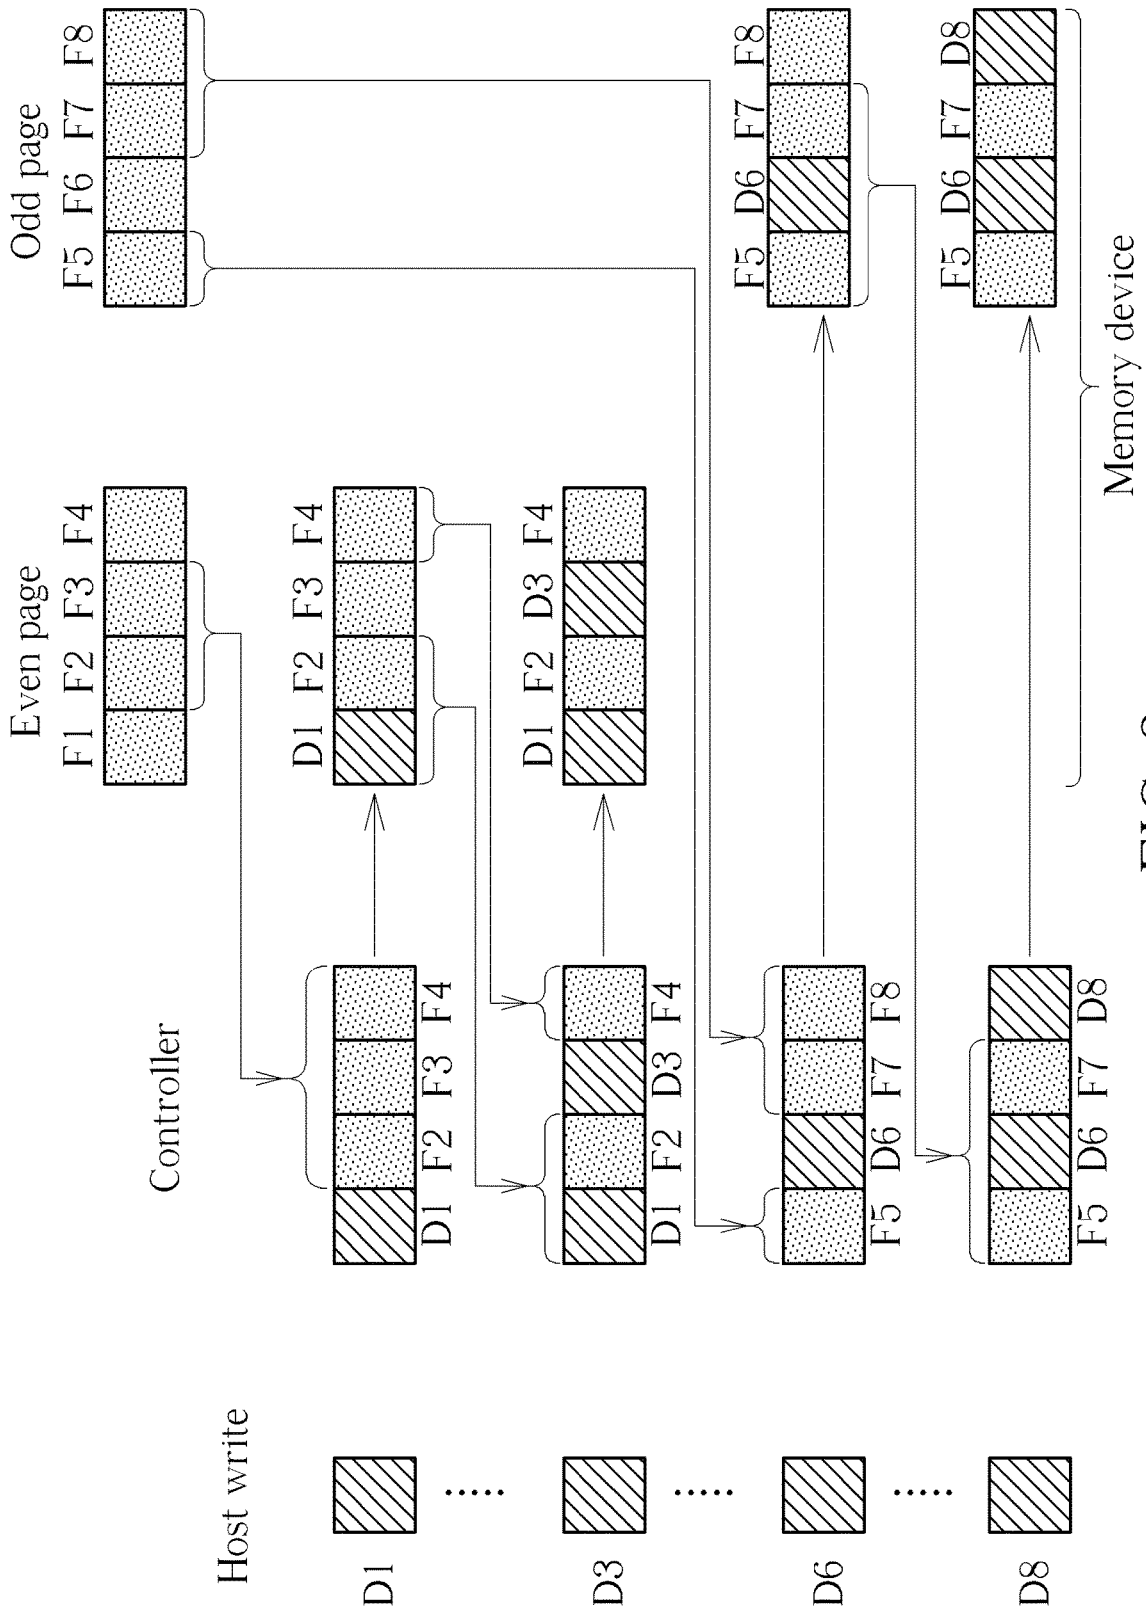 Even page
Odd page
F1 F2 F3 F4
F5 F6 F7 F8
Controller
Host write
D1 F2 F3 F4
D1
D1 F2 F3 F4
D1 F2 D3 F4
D3
D1 F2 D3 F4
F5 D6 F7 F8
D6
F5 D6 F7 F8
F5 D6 F7 D8
D8
F5 D6 F7 D8
Memory device
FIG.